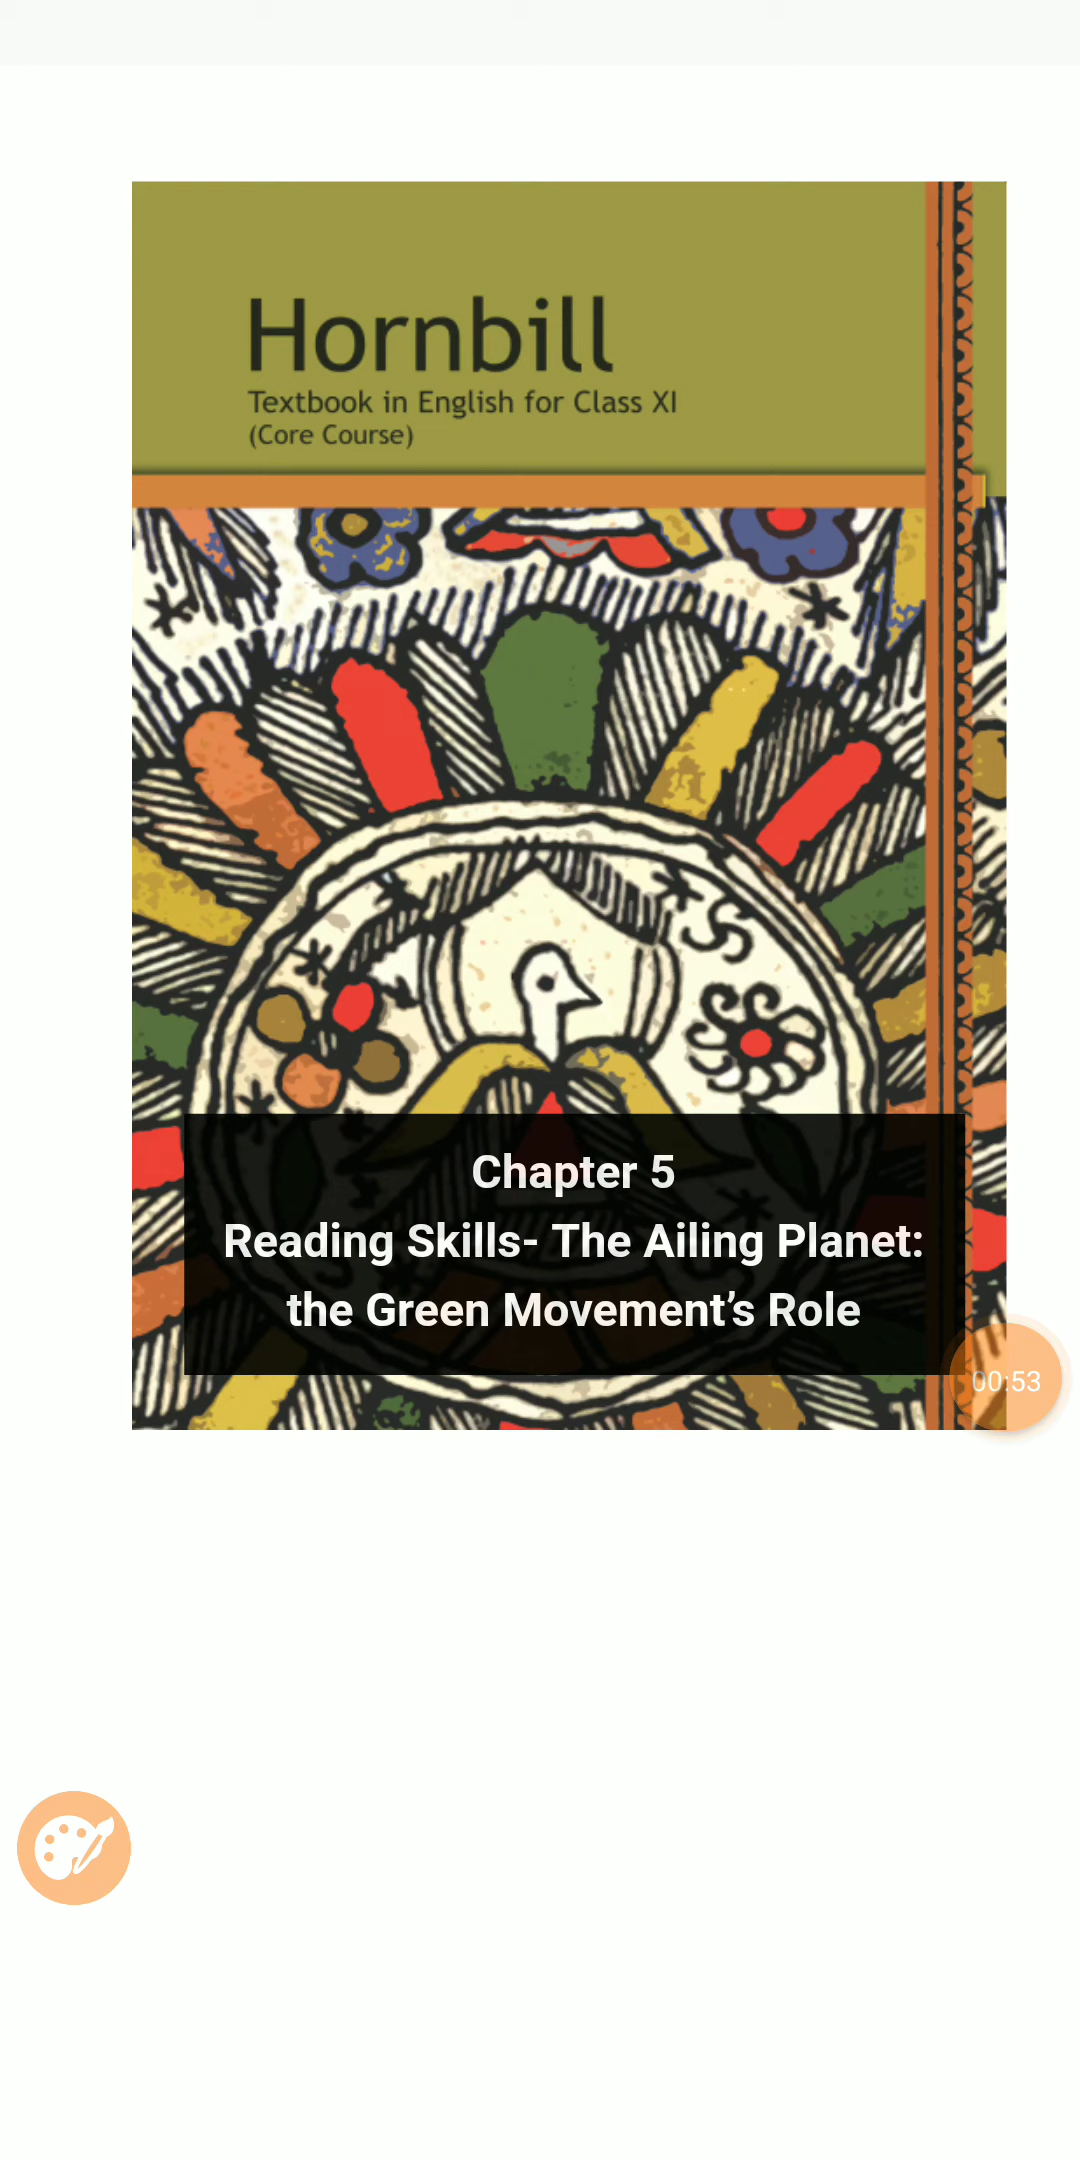 Hornbill
Textbook in English for Class XI
(Core Course)
Chapter 5
Reading Skills- The Ailing Planet:
the Green Movement’s Role
00:53